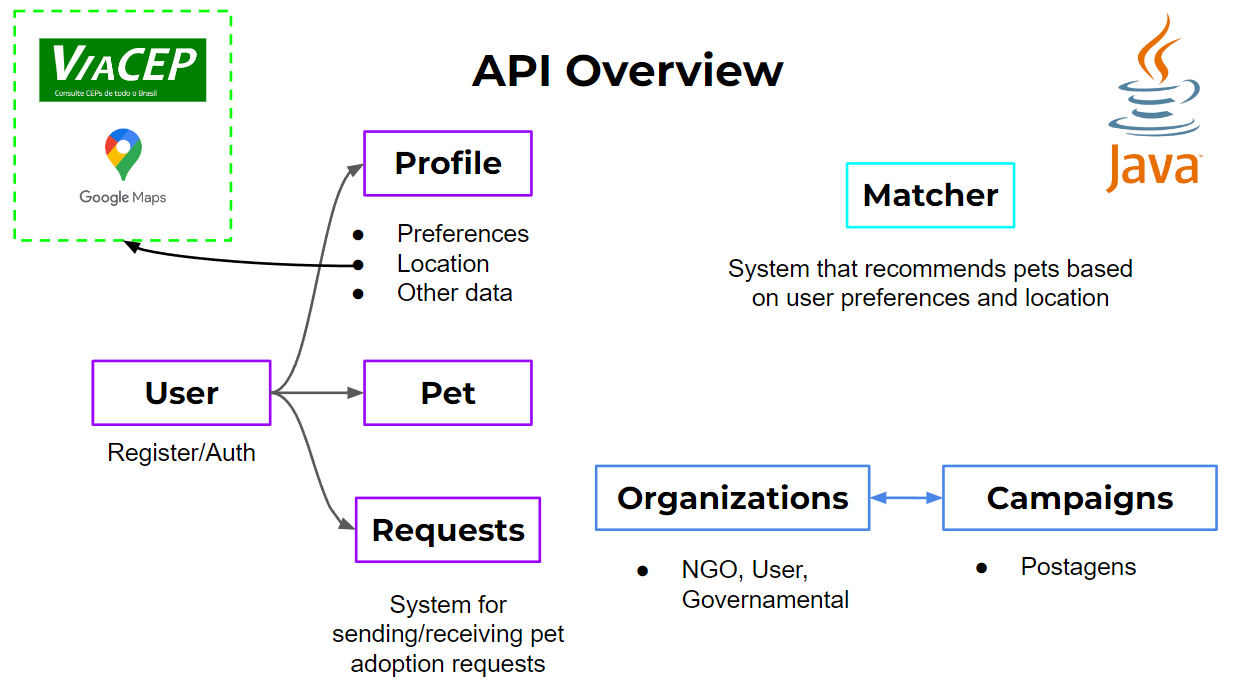 API Overview
VIACEP
Consulte CEPs de todo o Brasil
Google Maps
Java™
Profile
● Preferences
● Location
● Other data
Matcher
System that recommends pets based
on user preferences and location
User
Register/Auth
Pet
Requests
System for
sending/receiving pet
adoption requests
Organizations
● NGO, User,
Governamental
Campaigns
● Postagens